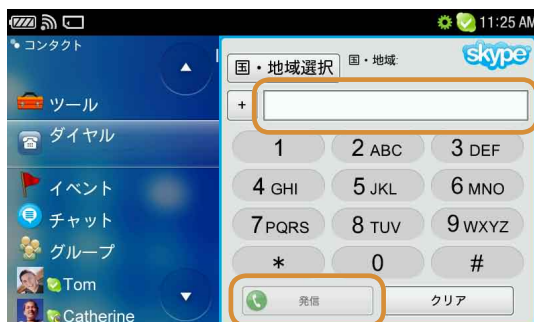 11:25 AM
コンタクト
ツール
ダイヤル
イベント
チャット
グループ
Tom
Catherine
国・地域選択
国・地域:
skype
+
1
2 ABC
3 DEF
4 GHI
5 JKL
6 MNO
7 PQRS
8 TUV
9 WXYZ
*
0
#
発信
クリア